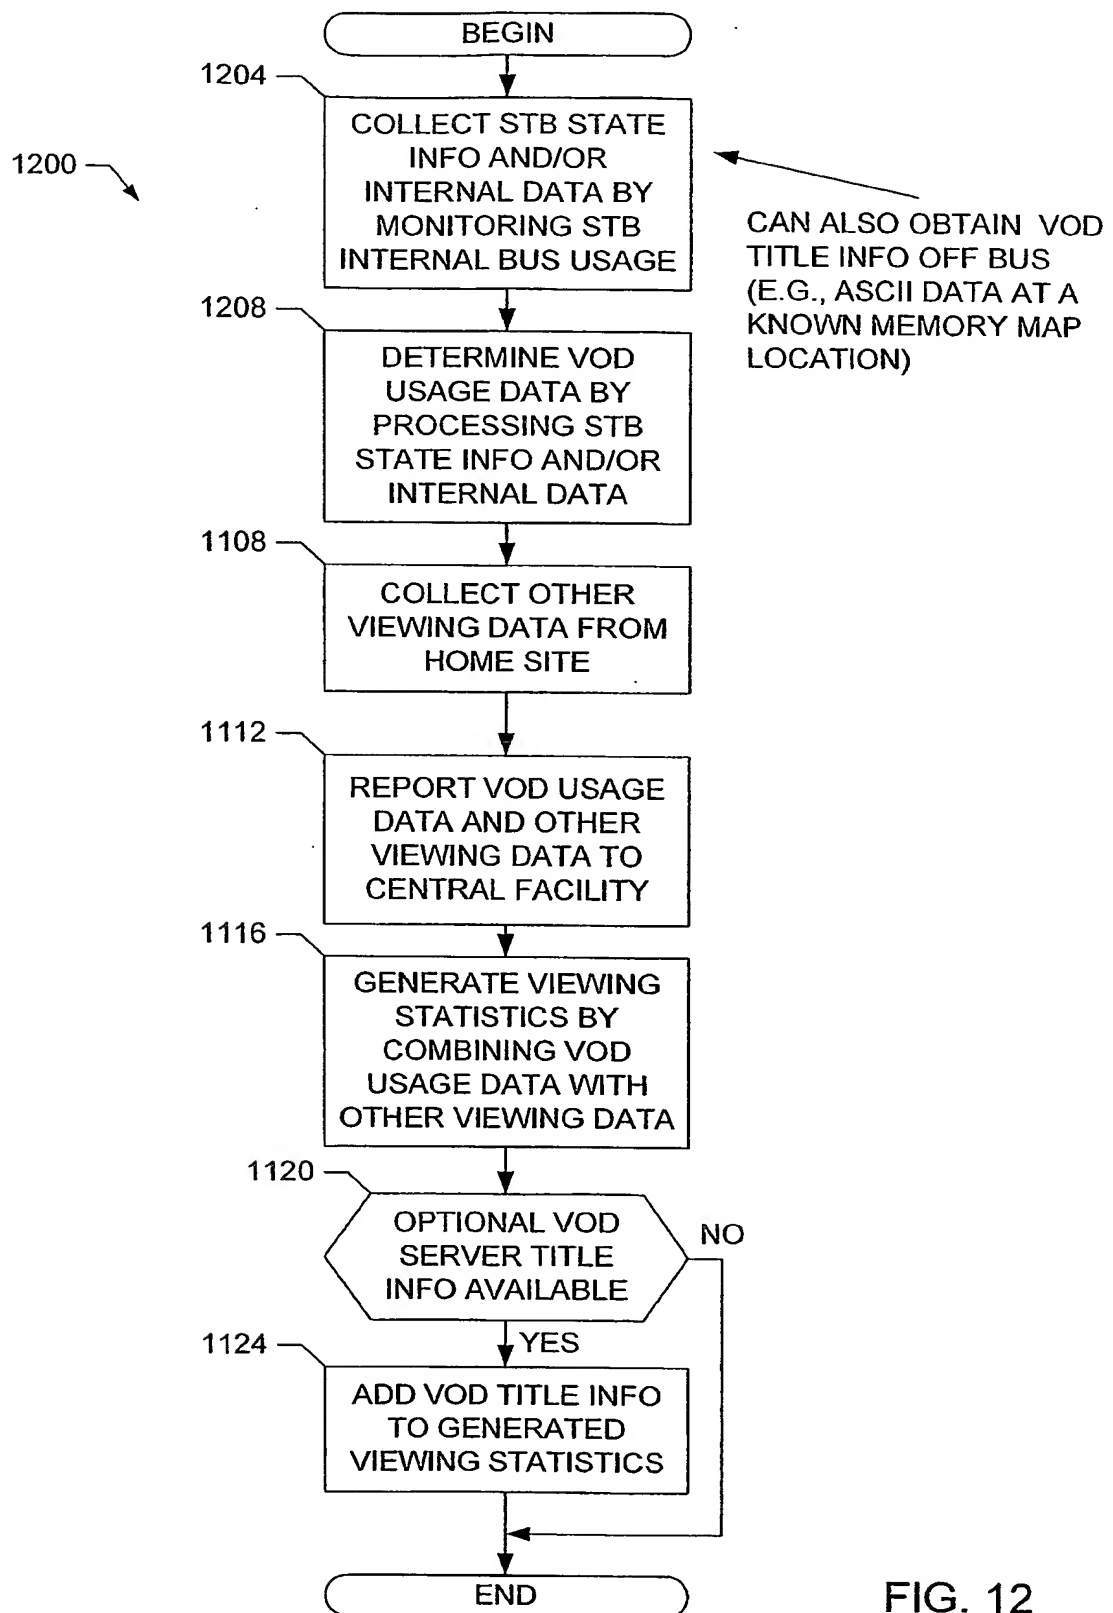 BEGIN
1204
COLLECT STB STATE
INFO AND/OR
INTERNAL DATA BY
MONITORING STB
INTERNAL BUS USAGE
1200
CAN ALSO OBTAIN VOD
TITLE INFO OFF BUS
(E.G., ASCII DATA AT A
KNOWN MEMORY MAP
LOCATION)
1208
DETERMINE VOD
USAGE DATA BY
PROCESSING STB
STATE INFO AND/OR
INTERNAL DATA
1108
COLLECT OTHER
VIEWING DATA FROM
HOME SITE
1112
REPORT VOD USAGE
DATA AND OTHER
VIEWING DATA TO
CENTRAL FACILITY
1116
GENERATE VIEWING
STATISTICS BY
COMBINING VOD
USAGE DATA WITH
OTHER VIEWING DATA
1120
OPTIONAL VOD
SERVER TITLE
INFO AVAILABLE
NO
YES
1124
ADD VOD TITLE INFO
TO GENERATED
VIEWING STATISTICS
END
FIG. 12